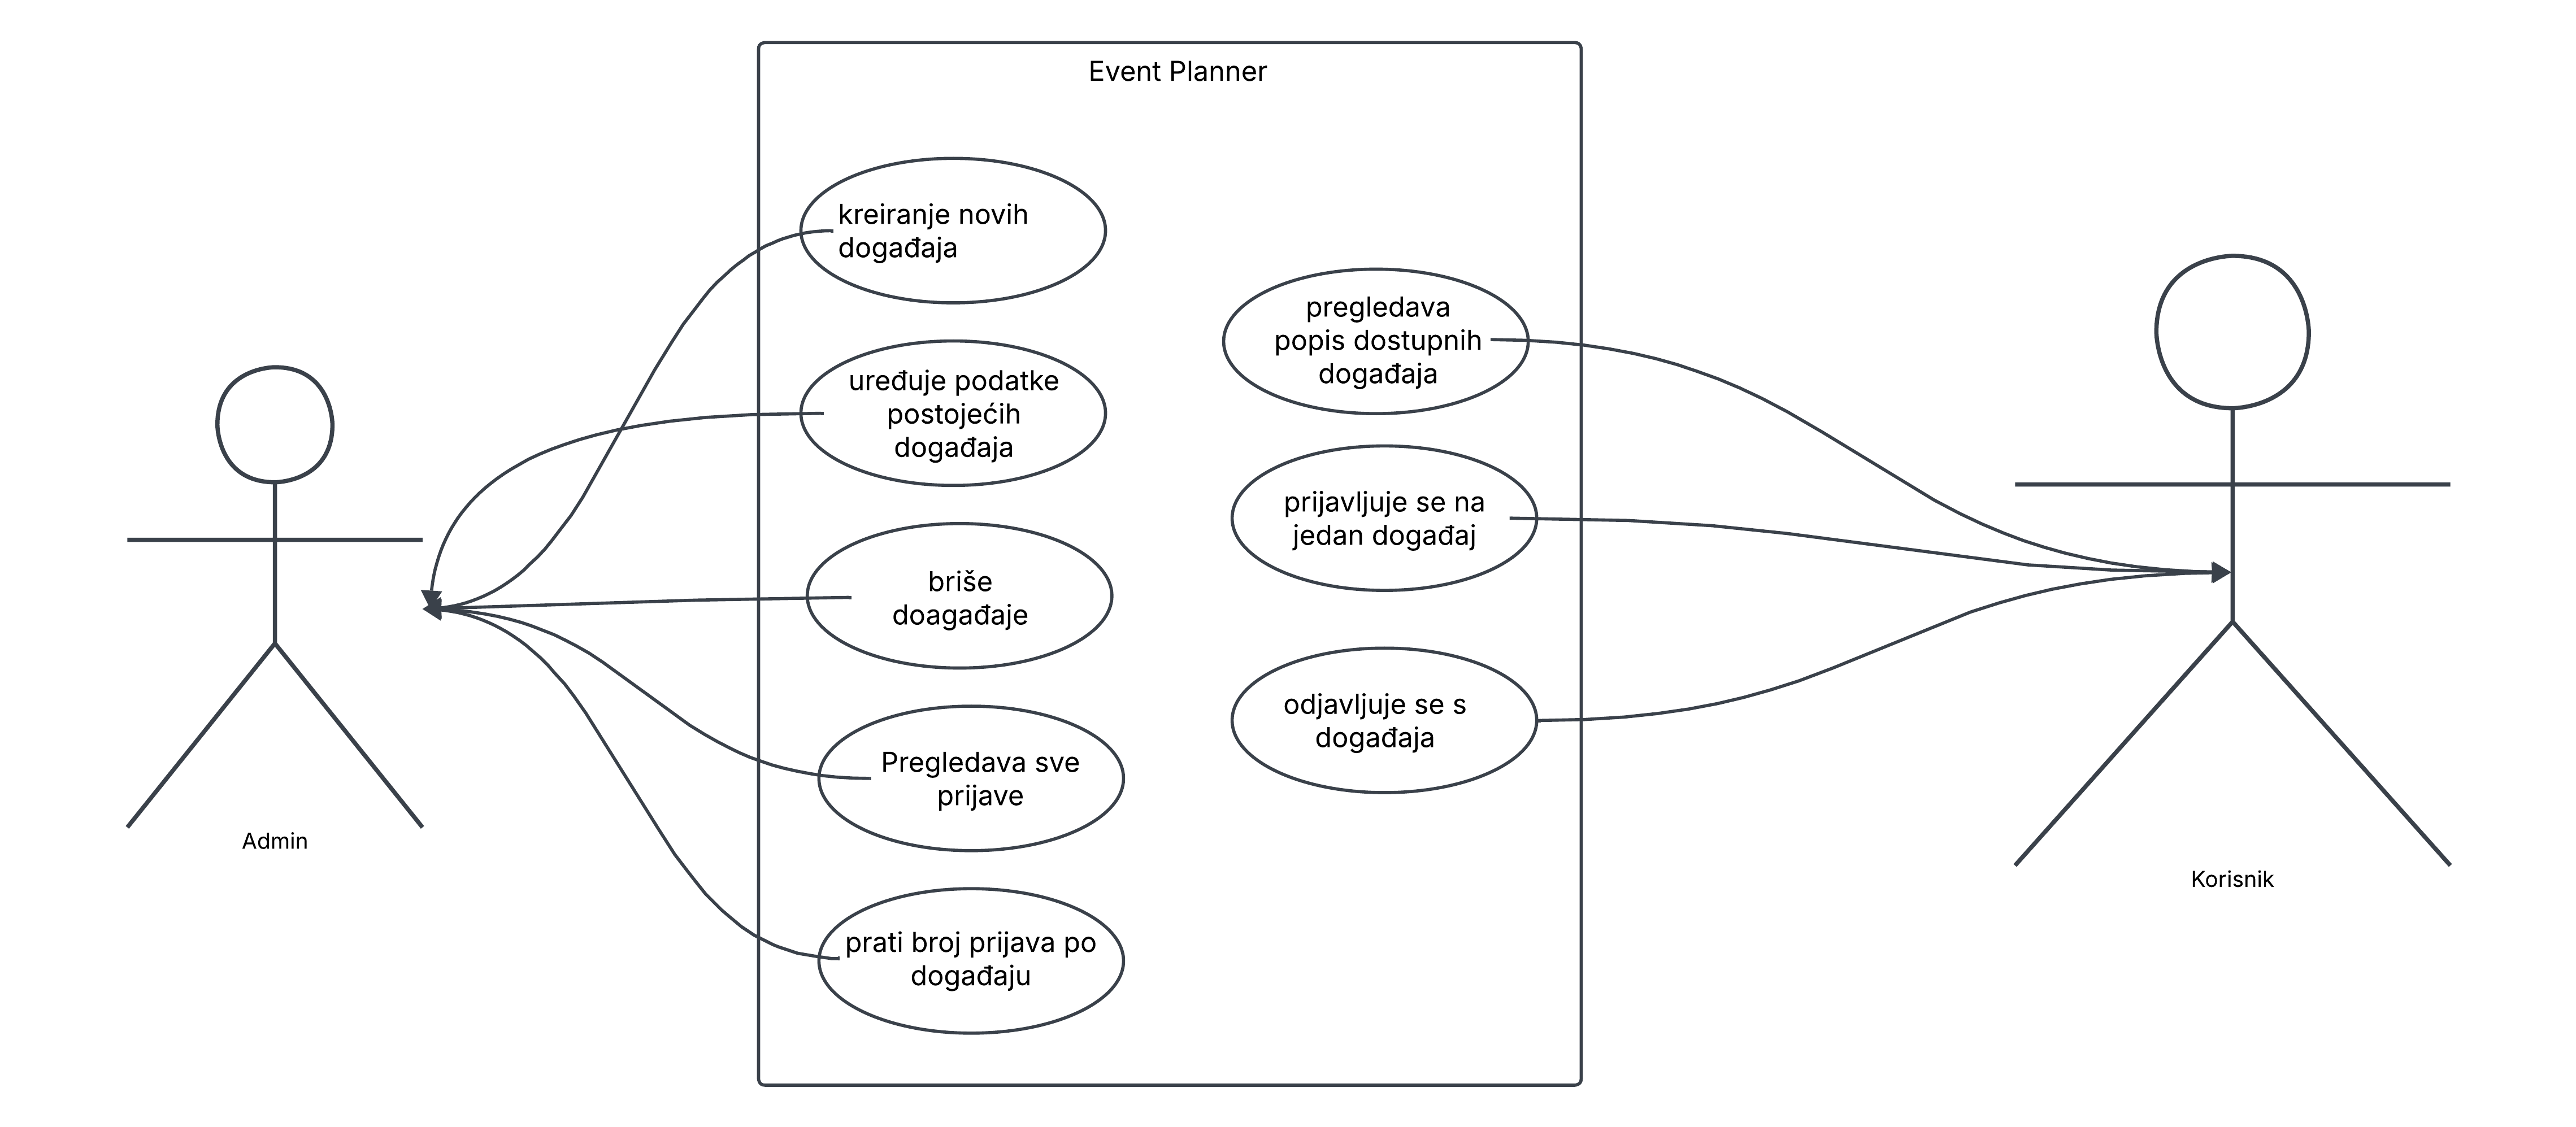 Event Planner
kreiranje novih
događaja
uređuje podatke
postojećih
događaja
briše
doagađaje
Pregledava sve
prijave
prati broj prijava po
događaju
pregledava
popis dostupnih
događaja
prijavljuje se na
jedan događaj
odjavljuje se s
događaja
Admin
Korisnik